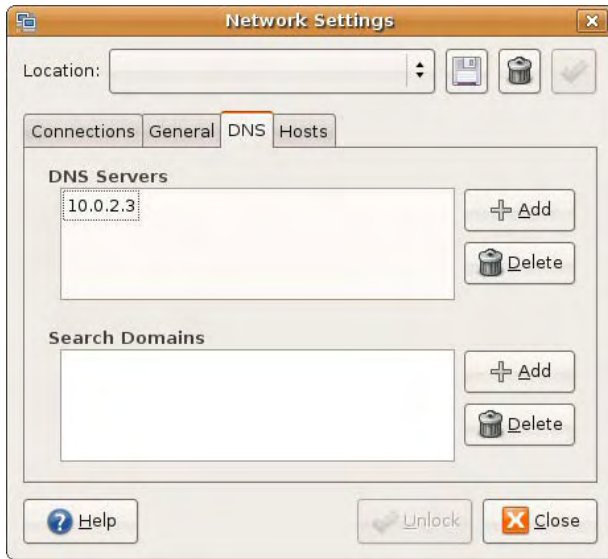 Network Settings
Location:
Connections General DNS Hosts
DNS Servers
10.0.2.3
Add
Delete
Search Domains
Add
Delete
Help Unlock Close